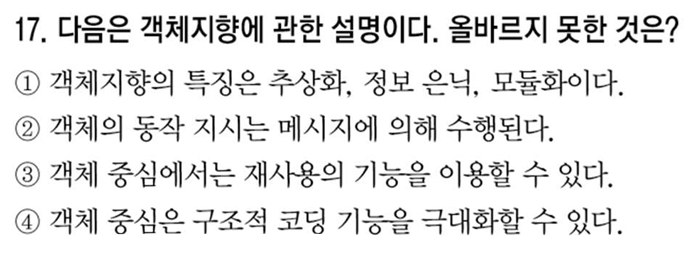 17. 다음은 객체지향에 관한 설명이다. 올바르지 못한 것은?
① 객체지향의 특징은 추상화, 정보 은닉, 모듈화이다.
② 객체의 동작 지시는 메시지에 의해 수행된다.
③ 객체 중심에서는 재사용의 기능을 이용할 수 있다.
④ 객체 중심은 구조적 코딩 기능을 극대화할 수 있다.